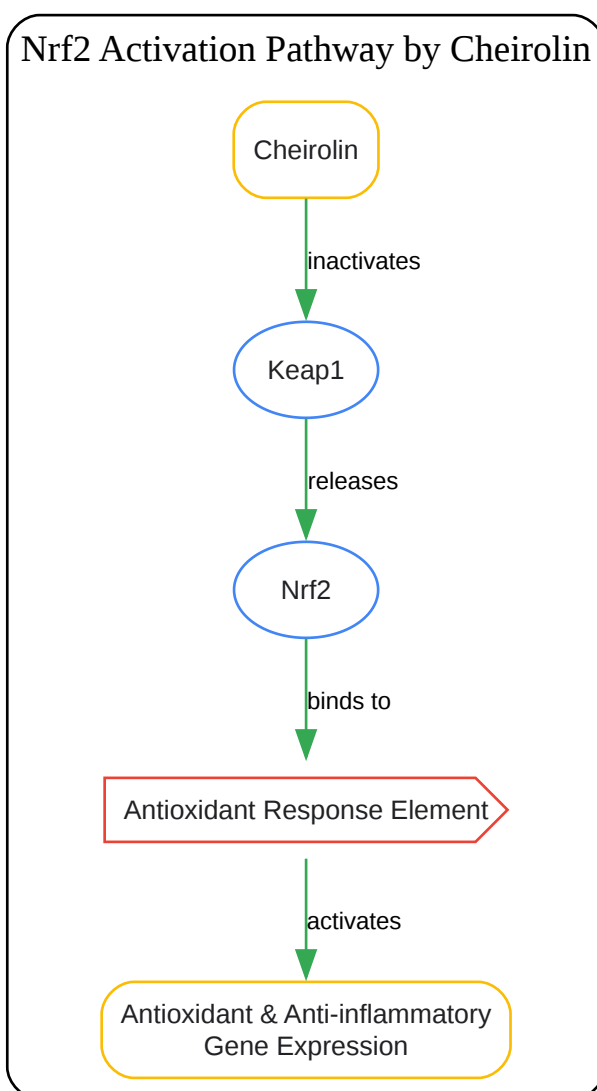 Nrf2 Activation Pathway by Cheirolin
Cheirolin
inactivates
Keap1
releases
Nrf2
binds to
Antioxidant Response Element
activates
Antioxidant & Anti-inflammatory
Gene Expression